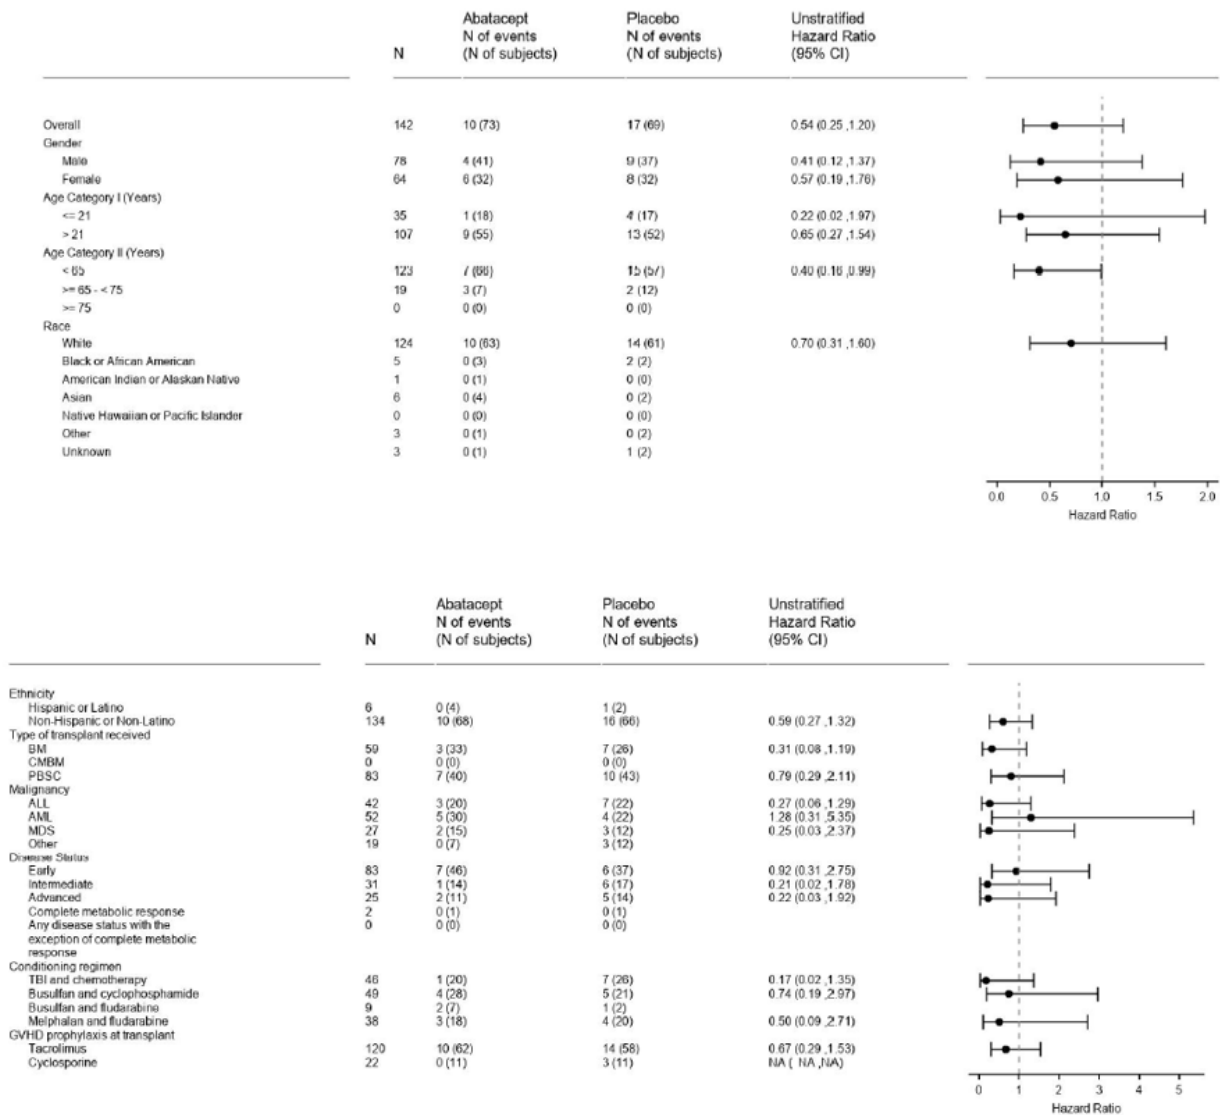 Abatacept Placebo Unstratified
N of events N of events Hazard Ratio
N (N of subjects) (N of subjects) (95% CI)
Overall 142 10 (73) 17 (69) 0.54 (0.25 ,1.20)
Gender
Male 78 4 (41) 9 (37) 0.41 (0.12 ,1.37)
Female 64 6 (32) 8 (32) 0.57 (0.19 ,1.76)
Age Category I (Years)
<= 21 35 1 (18) 4 (17) 0.22 (0.02 ,1.97)
> 21 107 9 (55) 13 (52) 0.65 (0.27 ,1.54)
Age Category II (Years)
< 65 123 7 (66) 15 (57) 0.40 (0.16 ,0.99)
>= 65 - < 75 19 3 (7) 2 (12)
>= 75 0 0 (0) 0 (0)
Race
White 124 10 (63) 14 (61) 0.70 (0.31 ,1.60)
Black or African American 5 0 (3) 2 (2)
American Indian or Alaskan Native 1 0 (1) 0 (0)
Asian 6 0 (4) 0 (2)
Native Hawaiian or Pacific Islander 0 0 (0) 0 (0)
Other 3 0 (1) 0 (2)
Unknown 3 0 (1) 1 (2)
0.0 0.5 1.0 1.5 2.0
Hazard Ratio
Abatacept Placebo Unstratified
N of events N of events Hazard Ratio
N (N of subjects) (N of subjects) (95% CI)
Ethnicity
Hispanic or Latino 6 0 (4) 1 (2)
Non-Hispanic or Non-Latino 134 10 (68) 16 (66) 0.59 (0.27 ,1.32)
Type of transplant received
BM 59 3 (33) 7 (26) 0.31 (0.08 ,1.19)
CMBM 0 0 (0) 0 (0)
PBSC 83 7 (40) 10 (43) 0.79 (0.29 ,2.11)
Malignancy
ALL 42 3 (20) 7 (22) 0.27 (0.06 ,1.29)
AML 52 5 (30) 4 (22) 1.28 (0.31 ,5.35)
MDS 27 2 (15) 3 (12) 0.25 (0.03 ,2.37)
Other 19 0 (7) 3 (12)
Disease Status
Early 83 7 (46) 6 (37) 0.92 (0.31 ,2.75)
Intermediate 31 1 (14) 6 (17) 0.21 (0.02 ,1.78)
Advanced 25 2 (11) 5 (14) 0.22 (0.03 ,1.92)
Complete metabolic response 2 0 (1) 0 (1)
Any disease status with the 0 0 (0) 0 (0)
exception of complete metabolic
response
Conditioning regimen
TBI and chemotherapy 46 1 (20) 7 (26) 0.17 (0.02 ,1.35)
Busulfan and cyclophosphamide 49 4 (28) 5 (21) 0.74 (0.19 ,2.97)
Busulfan and fludarabine 9 2 (7) 1 (2)
Melphalan and fludarabine 38 3 (18) 4 (20) 0.50 (0.09 ,2.71)
GVHD prophylaxis at transplant
Tacrolimus 120 10 (62) 14 (58) 0.67 (0.29 ,1.53)
Cyclosporine 22 0 (11) 3 (11) NA ( NA ,NA)
0 1 2 3 4 5
Hazard Ratio